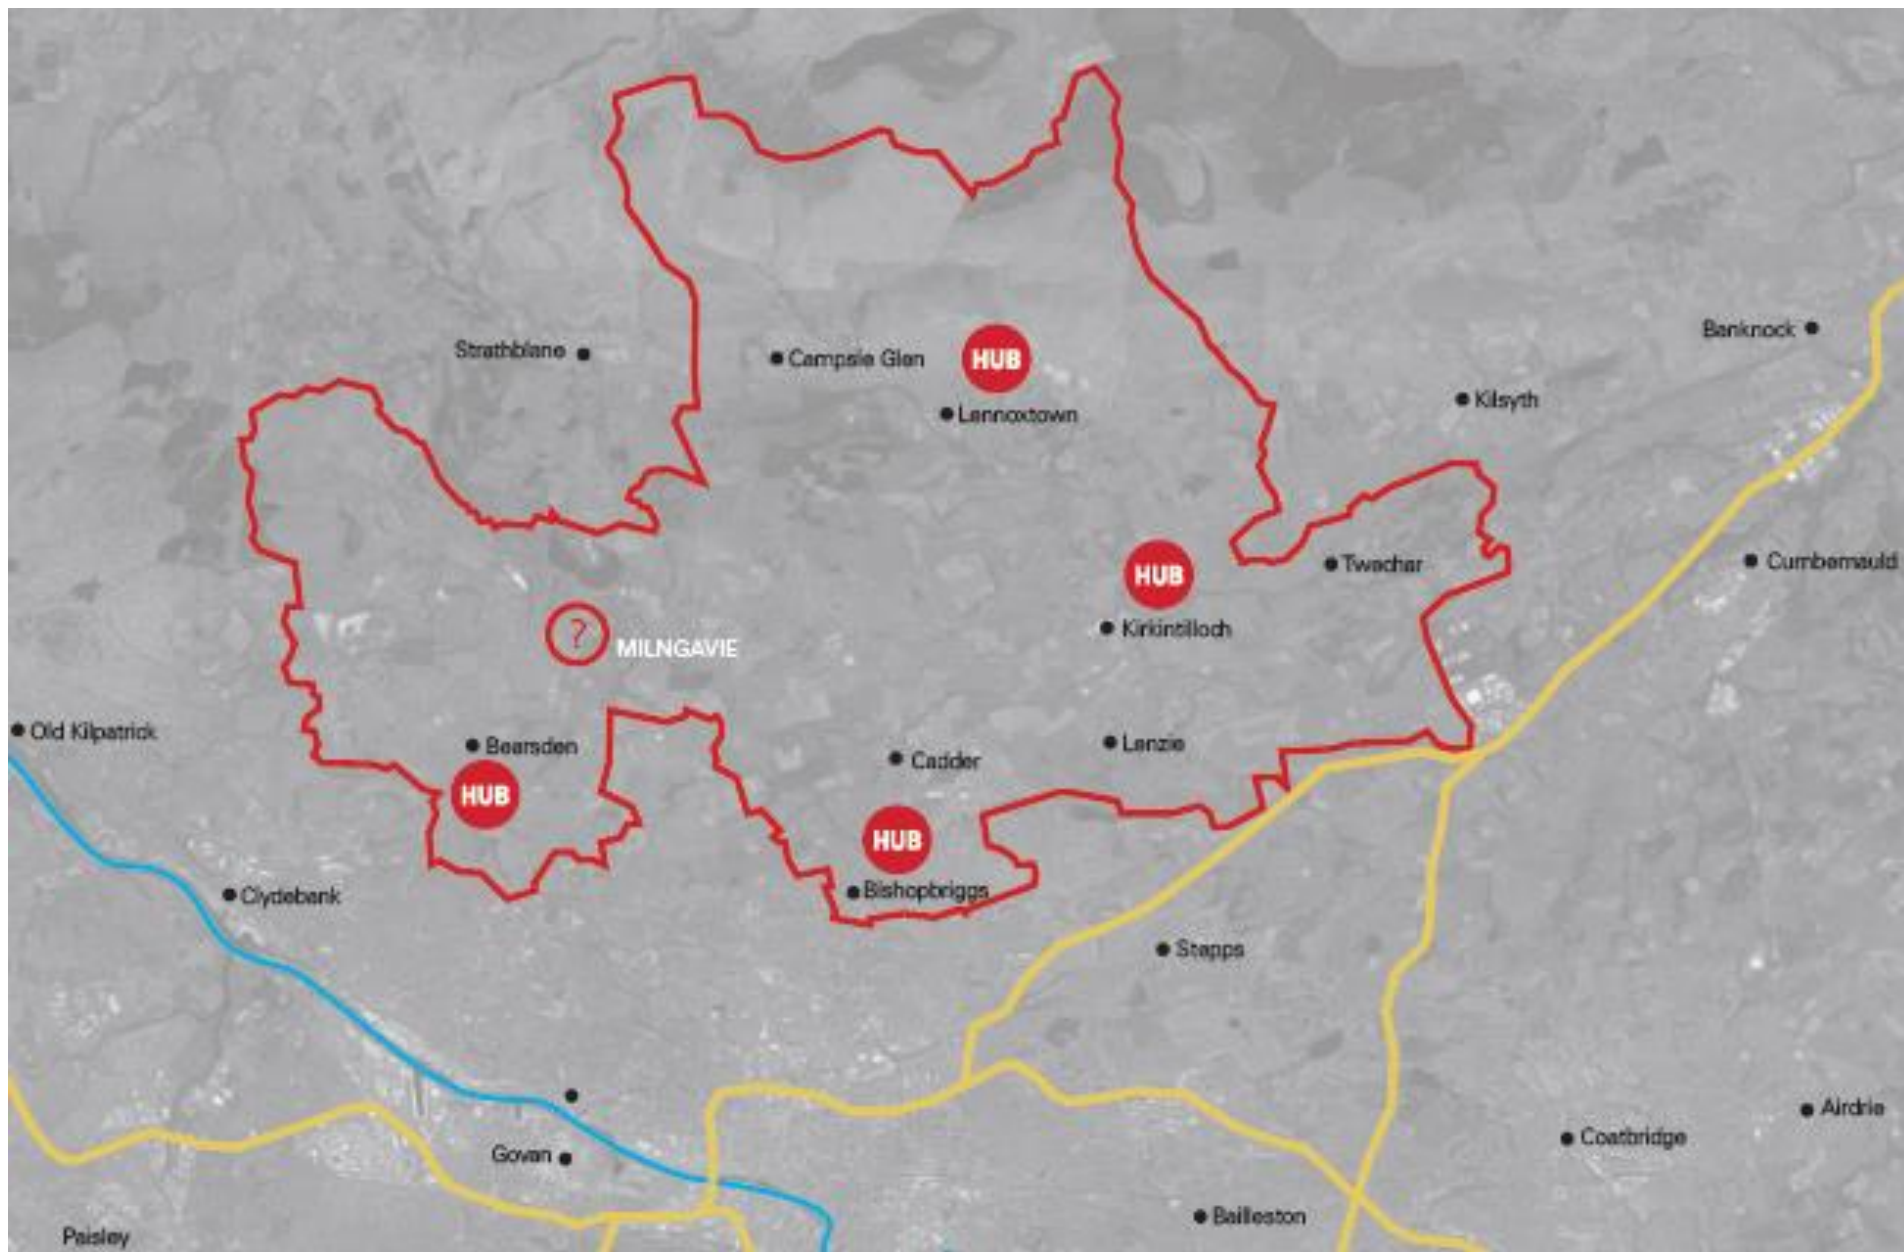 Banknock
HUB
Strathblane
Campsie Glen
Kilsyth
Lennoxtown
HUB
Twechar
Cumbernauld
Kirkintilloch
?
MILNGAVIE
Old Kilpatrick
Bearsden
Lenzie
Cadder
HUB
HUB
Clydebank
Bishopbriggs
Stepps
Airdrie
Coatbridge
Govan
Bailleston
Paisley